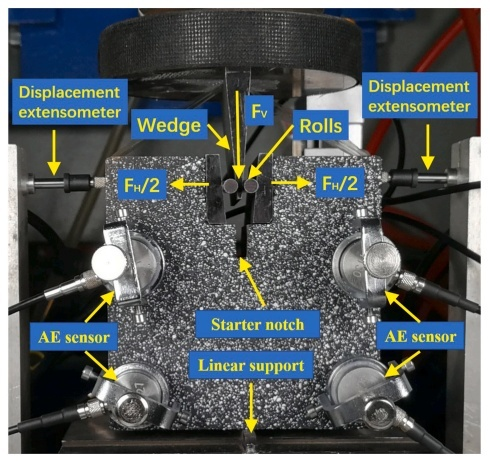 Displacement
extensometer
Displacement
extensometer
Fv
Wedge
Rolls
FH/2
FH/2
AE sensor
Starter notch
AE sensor
Linear support